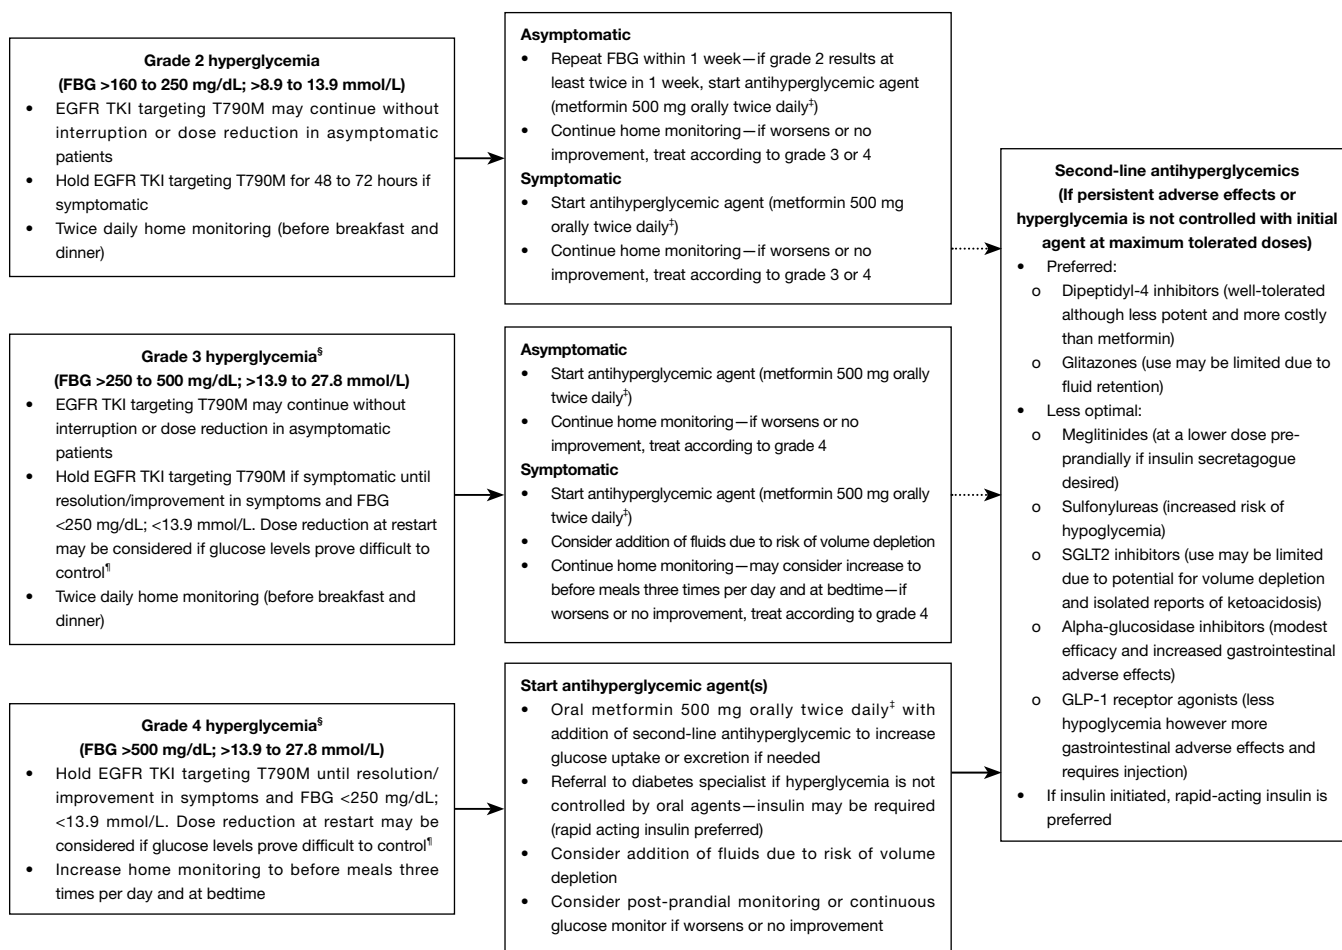 Grade 2 hyperglycemia
(FBG >160 to 250 mg/dL; >8.9 to 13.9 mmol/L)
• EGFR TKI targeting T790M may continue without
interruption or dose reduction in asymptomatic
patients
• Hold EGFR TKI targeting T790M for 48 to 72 hours if
symptomatic
• Twice daily home monitoring (before breakfast and
dinner)
Asymptomatic
• Repeat FBG within 1 week—if grade 2 results at
least twice in 1 week, start antihyperglycemic agent
(metformin 500 mg orally twice daily‡)
• Continue home monitoring—if worsens or no
improvement, treat according to grade 3 or 4
Symptomatic
• Start antihyperglycemic agent (metformin 500 mg
orally twice daily‡)
• Continue home monitoring—if worsens or no
improvement, treat according to grade 3 or 4
Grade 3 hyperglycemia§
(FBG >250 to 500 mg/dL; >13.9 to 27.8 mmol/L)
• EGFR TKI targeting T790M may continue without
interruption or dose reduction in asymptomatic
patients
• Hold EGFR TKI targeting T790M if symptomatic until
resolution/improvement in symptoms and FBG
<250 mg/dL; <13.9 mmol/L. Dose reduction at restart
may be considered if glucose levels prove difficult to
control¶
• Twice daily home monitoring (before breakfast and
dinner)
Asymptomatic
• Start antihyperglycemic agent (metformin 500 mg orally
twice daily‡)
• Continue home monitoring—if worsens or no
improvement, treat according to grade 4
Symptomatic
• Start antihyperglycemic agent (metformin 500 mg orally
twice daily‡)
• Consider addition of fluids due to risk of volume depletion
• Continue home monitoring—may consider increase to
before meals three times per day and at bedtime—if
worsens or no improvement, treat according to grade 4
Grade 4 hyperglycemia§
(FBG >500 mg/dL; >13.9 to 27.8 mmol/L)
• Hold EGFR TKI targeting T790M until resolution/
improvement in symptoms and FBG <250 mg/dL;
<13.9 mmol/L. Dose reduction at restart may be
considered if glucose levels prove difficult to control¶
• Increase home monitoring to before meals three
times per day and at bedtime
Start antihyperglycemic agent(s)
• Oral metformin 500 mg orally twice daily‡ with
addition of second-line antihyperglycemic to increase
glucose uptake or excretion if needed
• Referral to diabetes specialist if hyperglycemia is not
controlled by oral agents—insulin may be required
(rapid acting insulin preferred)
• Consider addition of fluids due to risk of volume
depletion
• Consider post-prandial monitoring or continuous
glucose monitor if worsens or no improvement
Second-line antihyperglycemics
(If persistent adverse effects or
hyperglycemia is not controlled with initial
agent at maximum tolerated doses)
• Preferred:
o Dipeptidyl-4 inhibitors (well-tolerated
although less potent and more costly
than metformin)
o Glitazones (use may be limited due to
fluid retention)
• Less optimal:
o Meglitinides (at a lower dose pre-
prandially if insulin secretagogue
desired)
o Sulfonylureas (increased risk of
hypoglycemia)
o SGLT2 inhibitors (use may be limited
due to potential for volume depletion
and isolated reports of ketoacidosis)
o Alpha-glucosidase inhibitors (modest
efficacy and increased gastrointestinal
adverse effects)
o GLP-1 receptor agonists (less
hypoglycemia however more
gastrointestinal adverse effects and
requires injection)
• If insulin initiated, rapid-acting insulin is
preferred